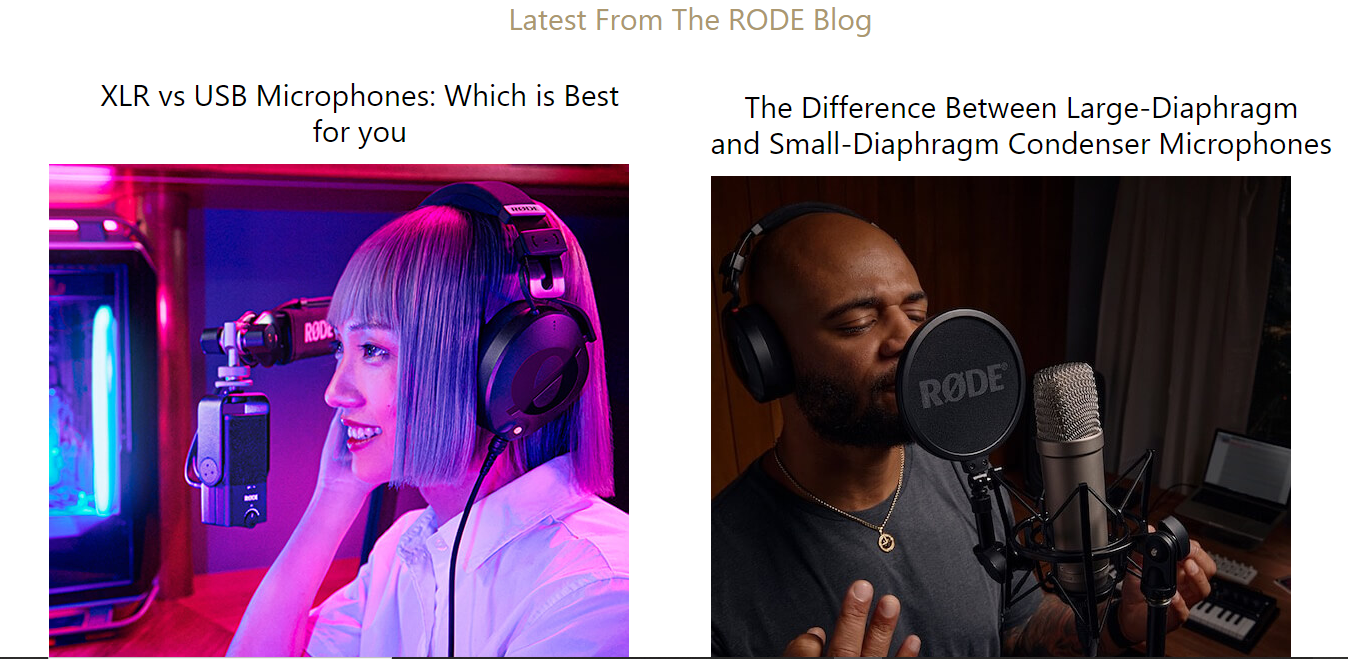 Latest From The RODE Blog
XLR vs USB Microphones: Which is Best
for you
The Difference Between Large-Diaphragm
and Small-Diaphragm Condenser Microphones
RØDE
RØDE
RØDE
RØDE